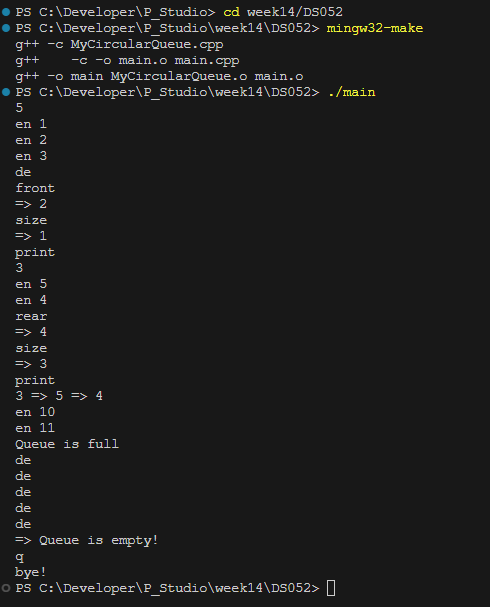 PS C:\Developer\P_Studio> cd week14/DS052
PS C:\Developer\P_Studio\week14\DS052> mingw32-make
g++ -c MyCircularQueue.cpp
g++    -c -o main.o main.cpp
g++ -o main MyCircularQueue.o main.o
PS C:\Developer\P_Studio\week14\DS052> ./main
5
en 1
en 2
en 3
de
front
=> 2
size
=> 1
print
3
en 5
en 4
rear
=> 4
size
=> 3
print
3 => 5 => 4
en 10
en 11
Queue is full
de
de
de
de
de
=> Queue is empty!
q
bye!
PS C:\Developer\P_Studio\week14\DS052>